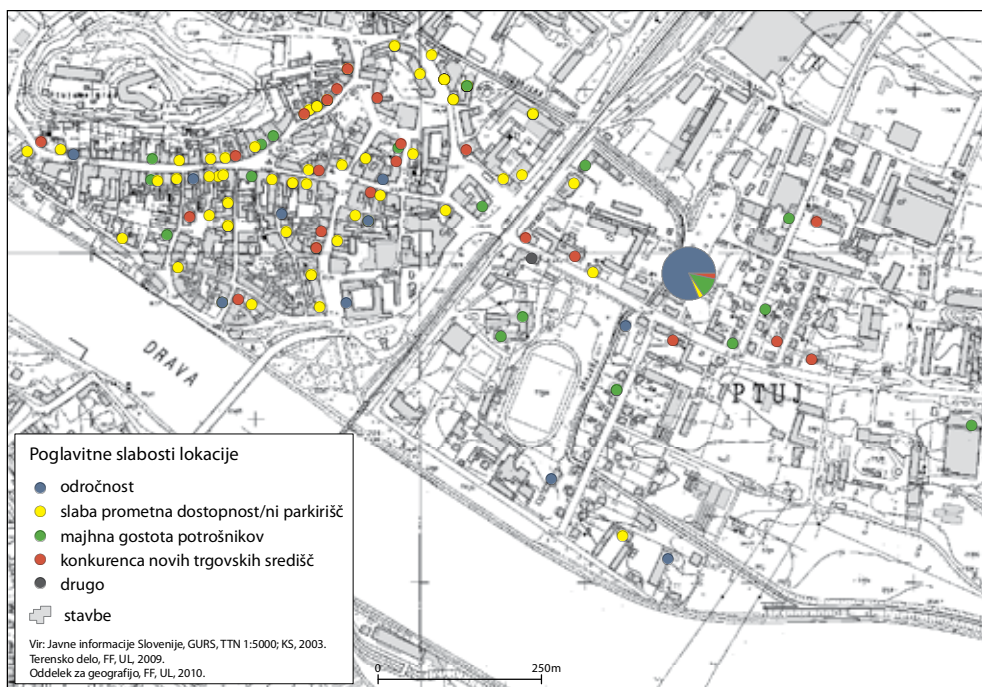 DRAVA
PTUJ
Poglavitne slabosti lokacije
odročnost
slaba prometna dostopnost/ni parkirišč
majhna gostota potrošnikov
konkurenca novih trgovskih središč
drugo
stavbe
Vir: Javne informacije Slovenije, GURS, TTN 1:5000; KS, 2003.
Terensko delo, FF, UL, 2009.
Oddelek za geografijo, FF, UL, 2010.
0 250m